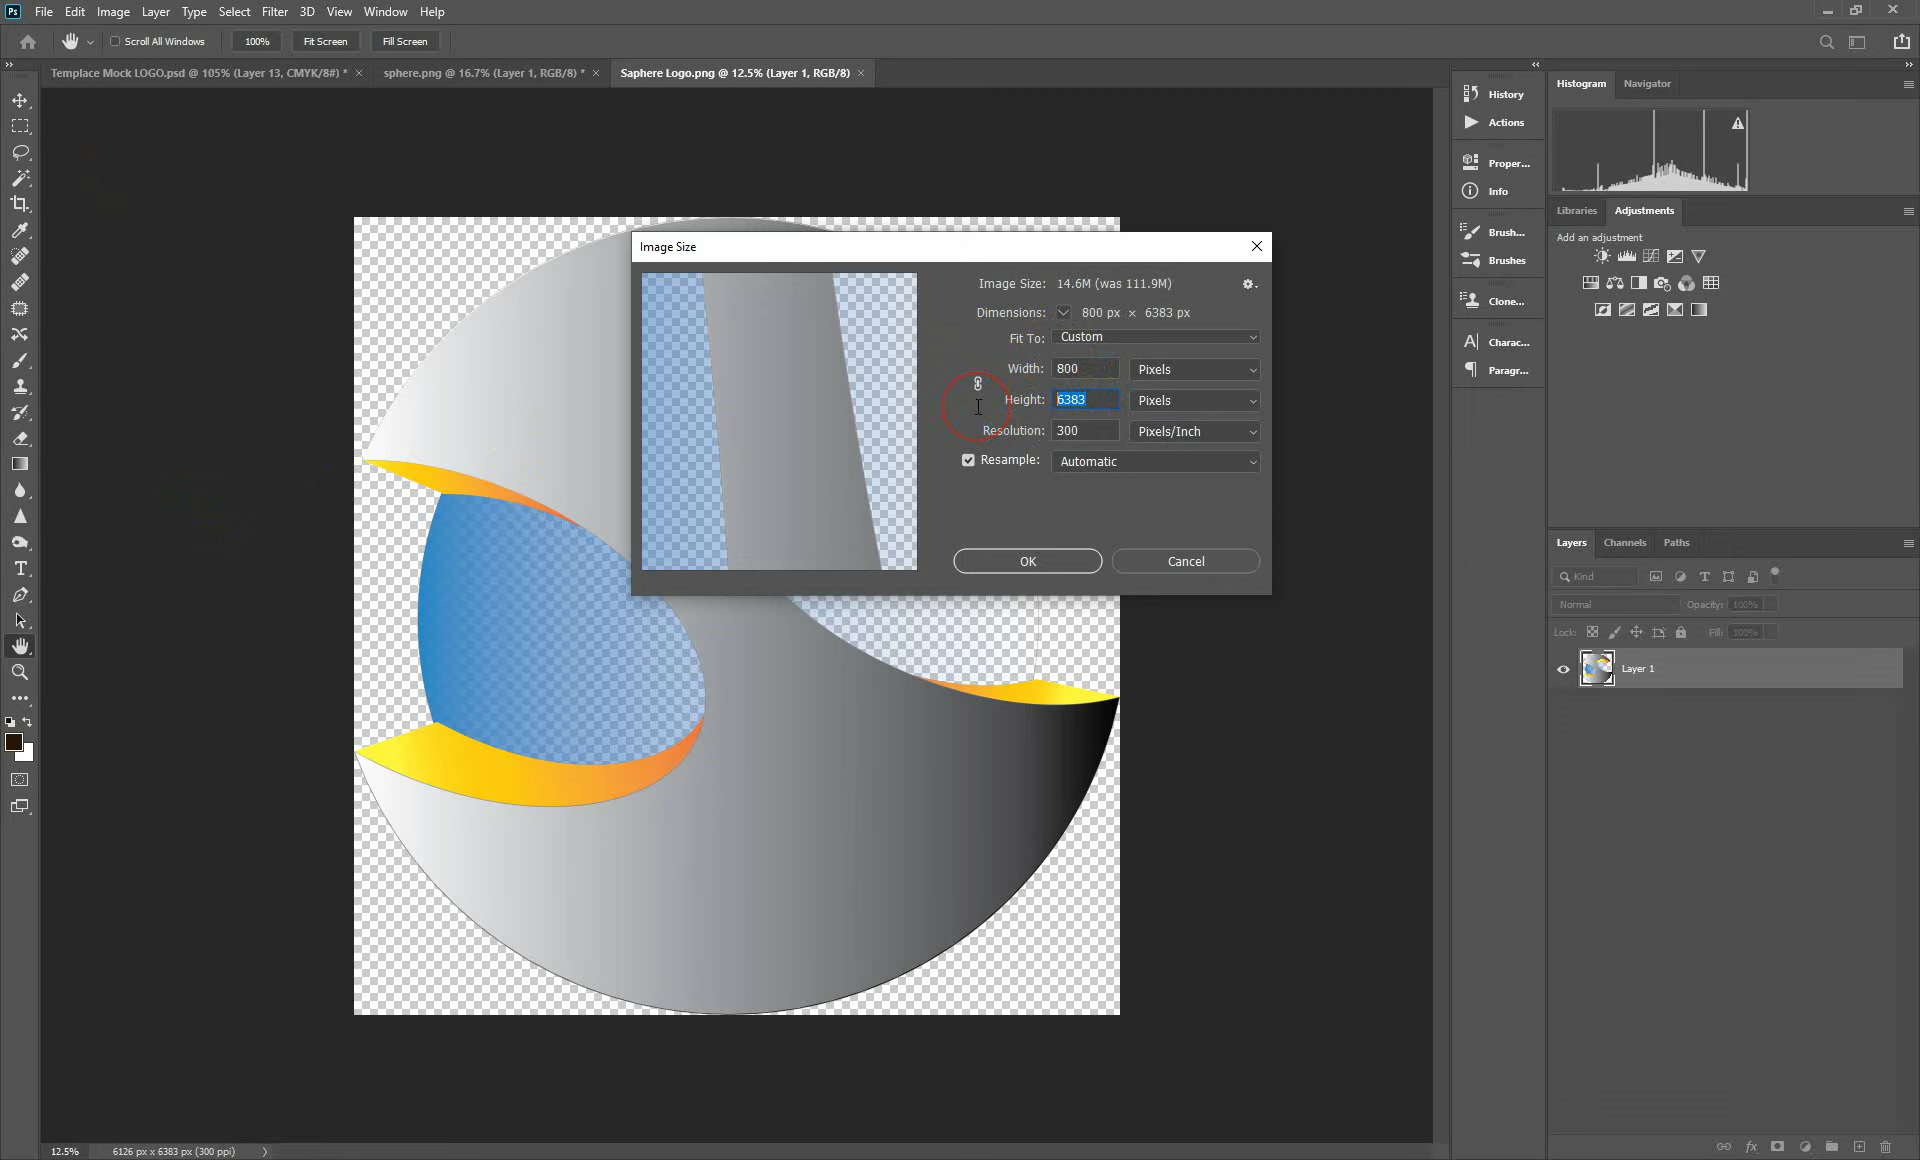 Ps File Edit Image Layer Type Select Filter 3D View Window Help
Scroll All Windows 100% Fit Screen Fill Screen
Templace Mock LOGO.psd @ 105% (Layer 13, CMYK/8#) * × sphere.png @ 16.7% (Layer 1, RGB/8) * × Saphere Logo.png @ 12.5% (Layer 1, RGB/8) ×
History
Actions
Proper...
Info
Brush...
Brushes
Clone...
Charac...
Paragr...
Histogram Navigator
Libraries Adjustments
Add an adjustment
Image Size
Image Size: 14.6M (was 111.9M)
Dimensions: 800 px × 6383 px
Fit To: Custom
Width: 800 Pixels
Height: 6383 Pixels
Resolution: 300 Pixels/Inch
Resample: Automatic
OK Cancel
Layers Channels Paths
Kind
Normal Opacity: 100%
Lock: Fill: 100%
Layer 1
fx
12.5% 6126 px x 6383 px (300 ppi)